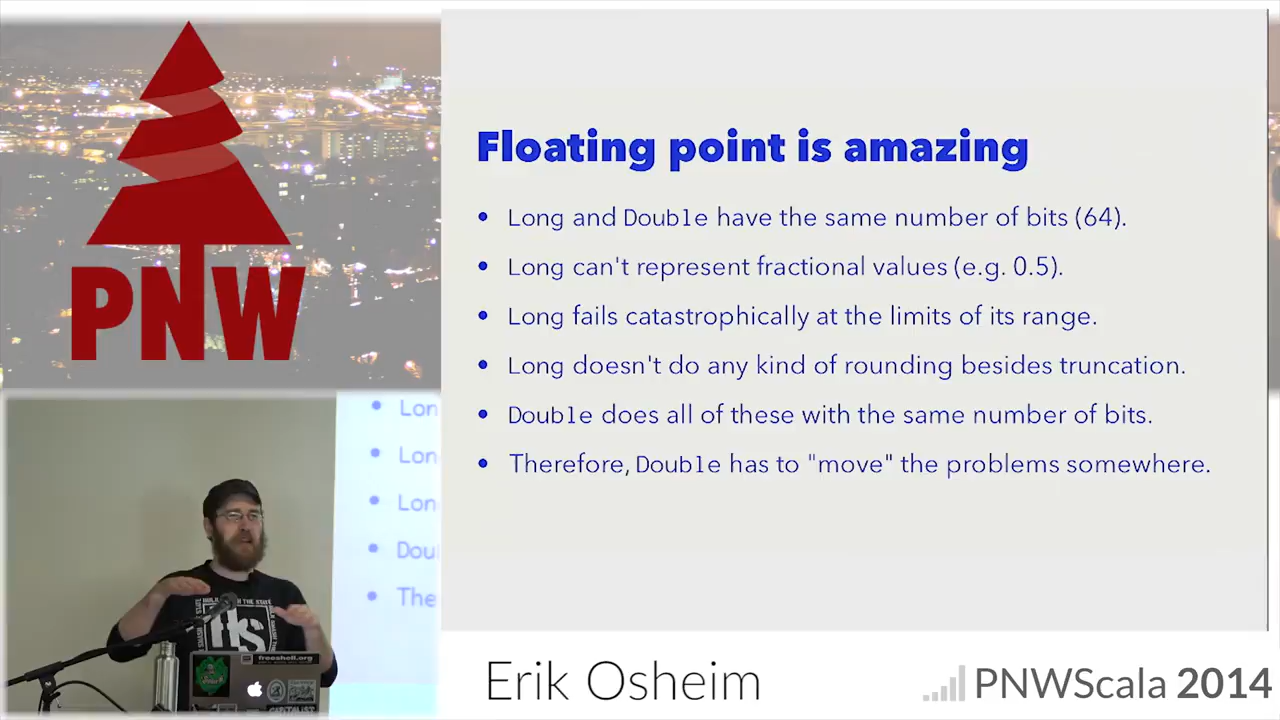 PNW
Floating point is amazing
• Long and Double have the same number of bits (64).
• Long can't represent fractional values (e.g. 0.5).
• Long fails catastrophically at the limits of its range.
• Long doesn't do any kind of rounding besides truncation.
• Double does all of these with the same number of bits.
• Therefore, Double has to "move" the problems somewhere.
• Lon
• Lon
• Lon
• Dou
• The
freeshell.org
Erik Osheim
PNWScala 2014